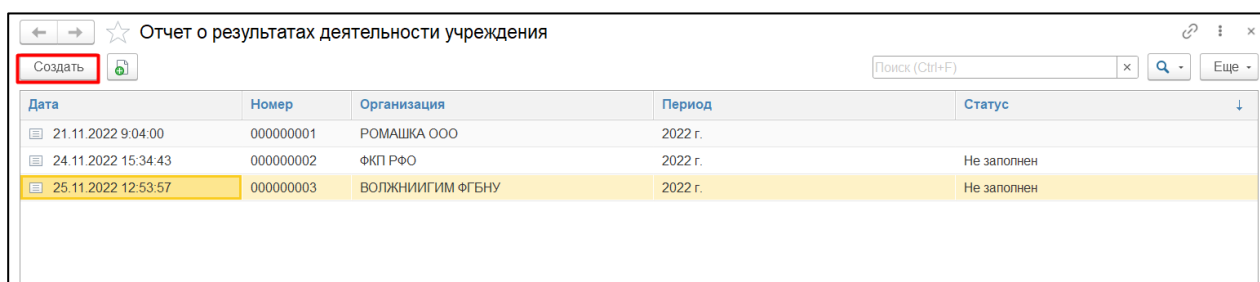 Отчет о результатах деятельности учреждения
Создать Поиск (Ctrl+F) Еще
Дата Номер Организация Период Статус
21.11.2022 9:04:00 000000001 РОМАШКА ООО 2022 г.
24.11.2022 15:34:43 000000002 ФКП РФО 2022 г. Не заполнен
25.11.2022 12:53:57 000000003 ВОЛЖНИИГИМ ФГБНУ 2022 г. Не заполнен